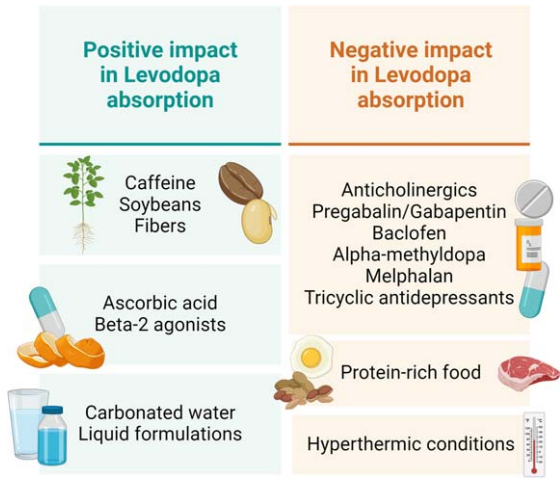 Positive impact
in Levodopa
absorption
Negative impact
in Levodopa
absorption
Caffeine
Soybeans
Fibers
Ascorbic acid
Beta-2 agonists
Carbonated water
Liquid formulations
Anticholinergics
Pregabalin/Gabapentin
Baclofen
Alpha-methyldopa
Melphalan
Tricyclic antidepressants
Protein-rich food
Hyperthermic conditions